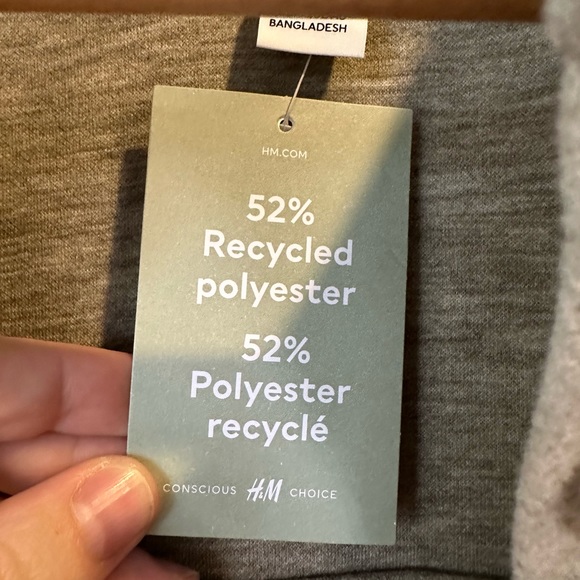 BANGLADESH
HM.COM
52%
Recycled
polyester
52%
Polyester
recyclé
CONSCIOUS H&M CHOICE